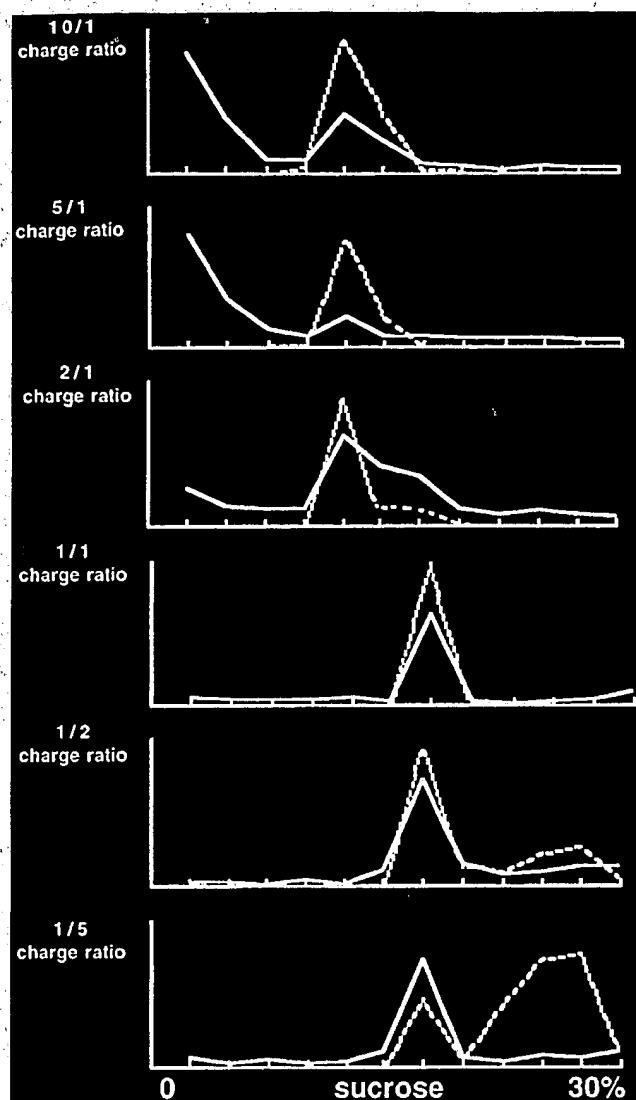 10/1
charge ratio
5/1
charge ratio
2/1
charge ratio
1/1
charge ratio
1/2
charge ratio
1/5
charge ratio
0 sucrose 30%